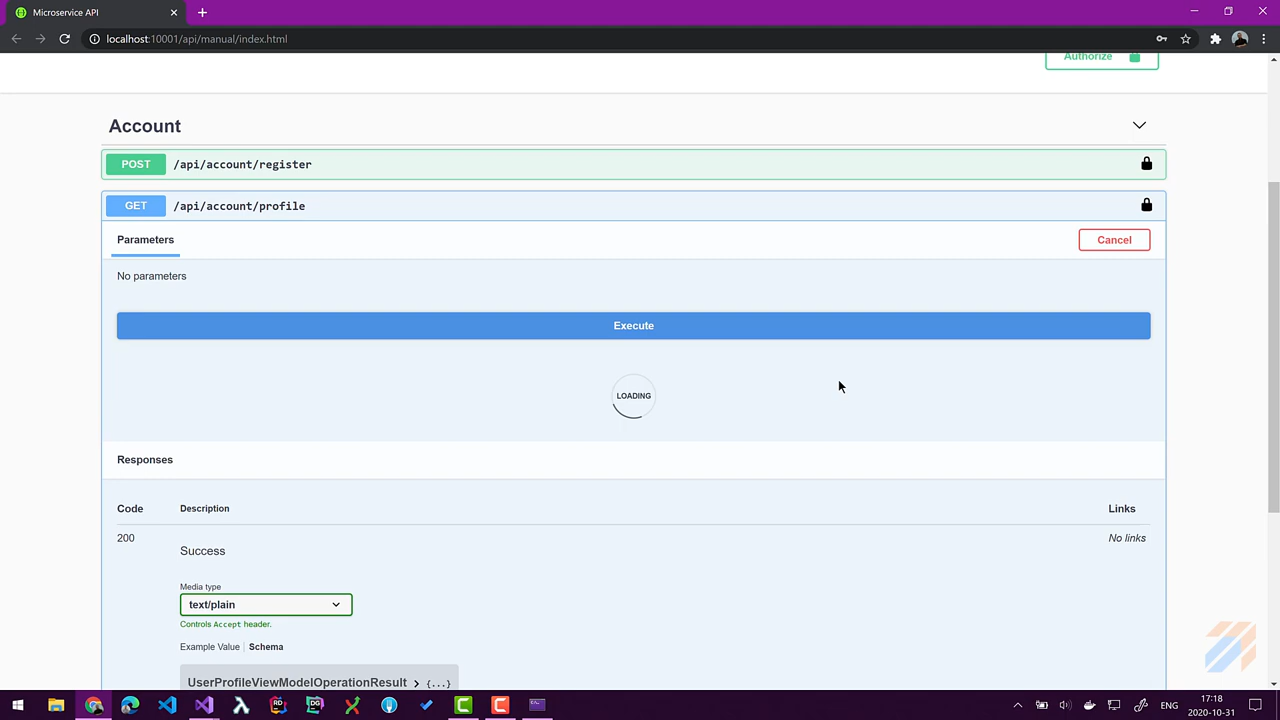 Microservice API
localhost:10001/api/manual/index.html
Authorize
Account
POST /api/account/register
GET /api/account/profile
Parameters
Cancel
No parameters
Execute
LOADING
Responses
Code Description Links
200 Success No links
Media type
text/plain
Controls Accept header.
Example Value Schema
UserProfileViewModelOperationResult > {...}
RD
DG
ENG
17:18
2020-10-31